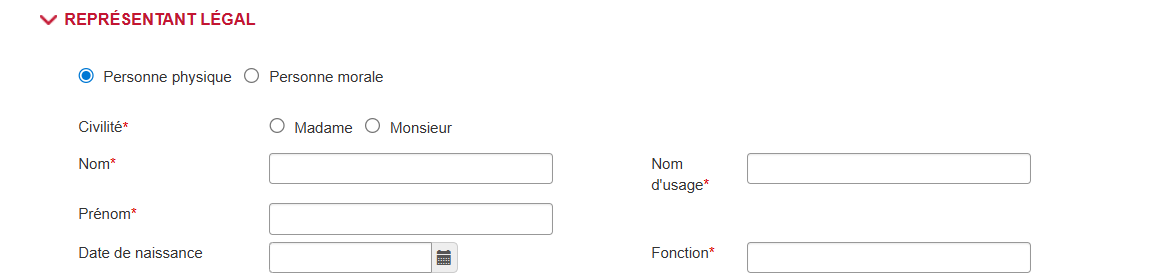 REPRÉSENTANT LÉGAL
Personne physique Personne morale
Civilité* Madame Monsieur
Nom* Nom
d'usage*
Prénom*
Date de naissance Fonction*